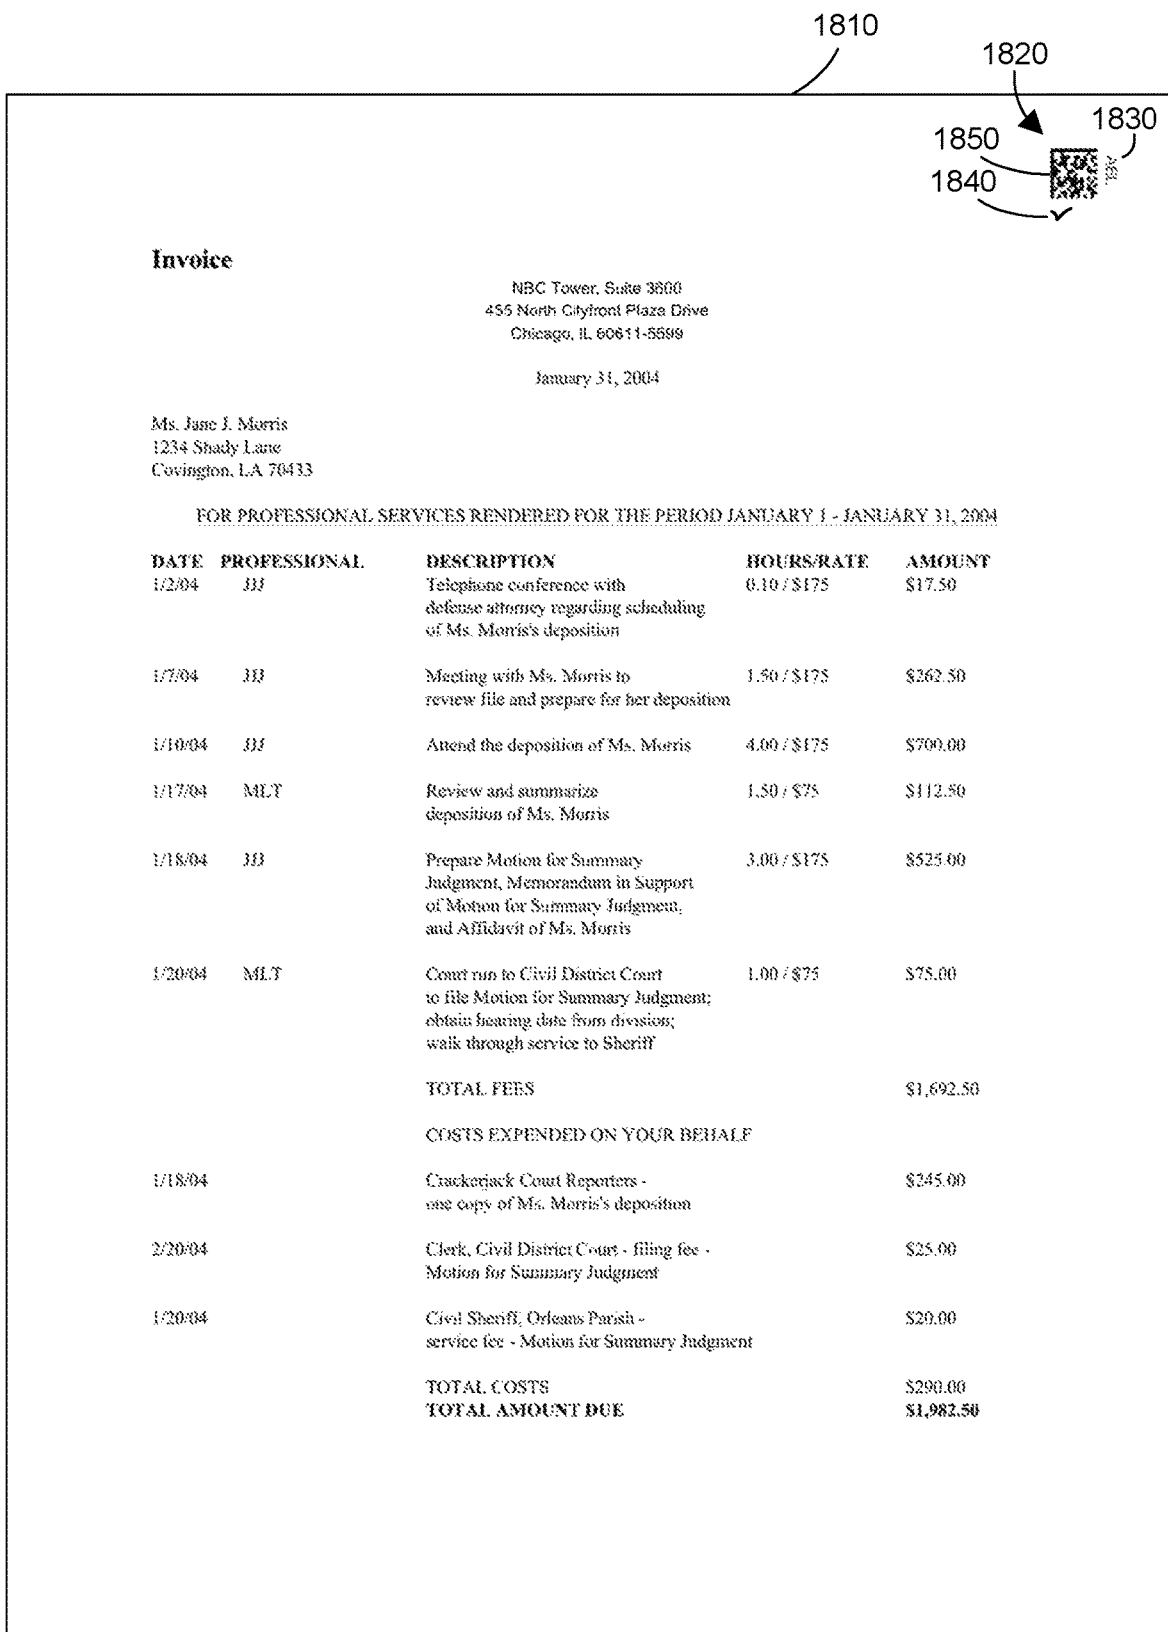 1810
1820
1830
1850
1840
Invoice
NBC Tower, Suite 3600
455 North Cityfront Plaza Drive
Chicago, IL 60611-5599
January 31, 2004
Ms. Jane J. Morris
1234 Shady Lane
Covington, LA 70433
FOR PROFESSIONAL SERVICES RENDERED FOR THE PERIOD JANUARY 1 - JANUARY 31, 2004
DATE PROFESSIONAL DESCRIPTION HOURS/RATE AMOUNT
1/2/04 JJJ Telephone conference with 0.10 / $175 $17.50
defense attorney regarding scheduling
of Ms. Morris's deposition
1/7/04 JJJ Meeting with Ms. Morris to 1.50 / $175 $262.50
review file and prepare for her deposition
1/10/04 JJJ Attend the deposition of Ms. Morris 4.00 / $175 $700.00
1/17/04 MLT Review and summarize 1.50 / $75 $112.50
deposition of Ms. Morris
1/18/04 JJJ Prepare Motion for Summary 3.00 / $175 $525.00
Judgment, Memorandum in Support
of Motion for Summary Judgment,
and Affidavit of Ms. Morris
1/20/04 MLT Court run to Civil District Court 1.00 / $75 $75.00
to file Motion for Summary Judgment;
obtain hearing date from division;
walk through service to Sheriff
TOTAL FEES $1,692.50
COSTS EXPENDED ON YOUR BEHALF
1/18/04 Crackerjack Court Reporters - $245.00
one copy of Ms. Morris's deposition
2/20/04 Clerk, Civil District Court - filing fee - $25.00
Motion for Summary Judgment
1/20/04 Civil Sheriff, Orleans Parish - $20.00
service fee - Motion for Summary Judgment
TOTAL COSTS $290.00
TOTAL AMOUNT DUE $1,982.50